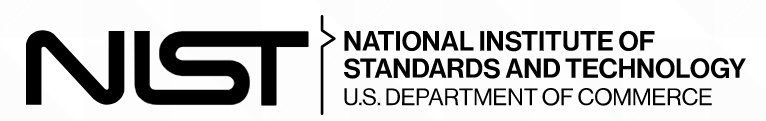 NIST
NATIONAL INSTITUTE OF
STANDARDS AND TECHNOLOGY
U.S. DEPARTMENT OF COMMERCE